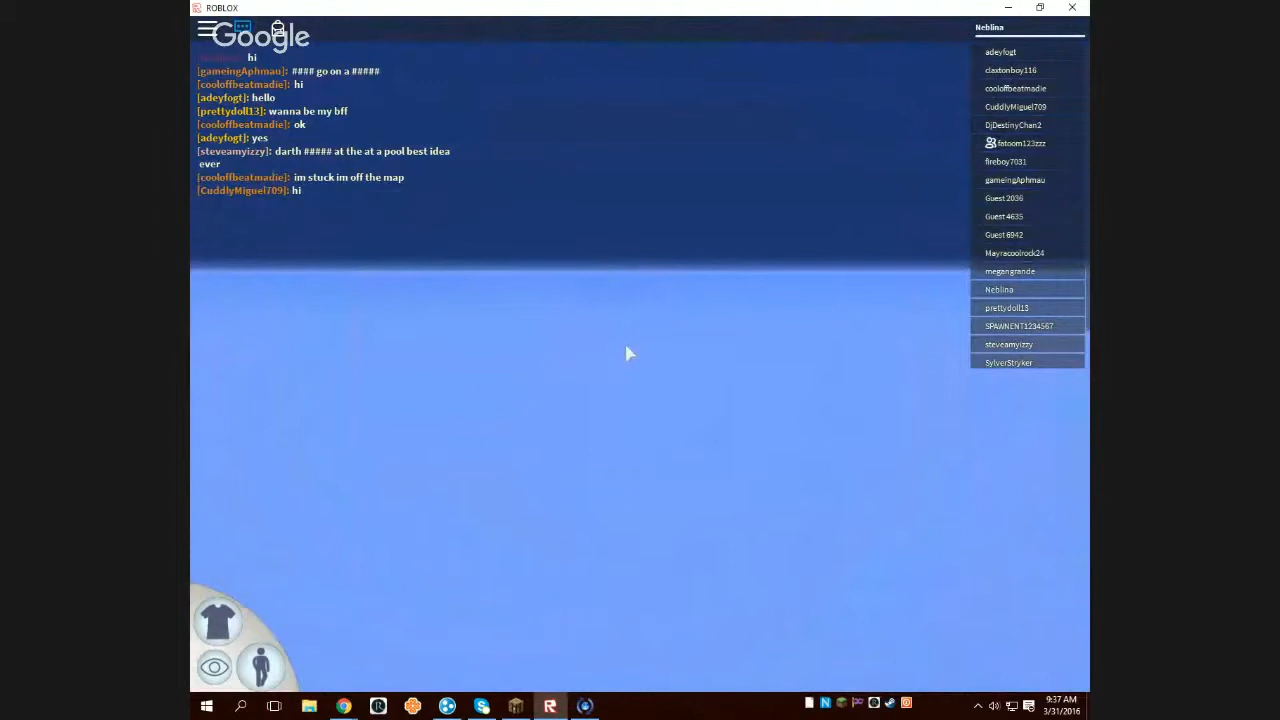 ROBLOX
Google
Neblina
hi
[gameingAphmau]: #### go on a #####
[cooloffbeatmadie]: hi
[adeyfogt]: hello
[prettydoll13]: wanna be my bff
[cooloffbeatmadie]: ok
[adeyfogt]: yes
[steveamyizzy]: darth ##### at the at a pool best idea
ever
[cooloffbeatmadie]: im stuck im off the map
[CuddlyMiguel709]: hi
adeyfogt
claxtonboy116
cooloffbeatmadie
CuddlyMiguel709
DjDestinyChan2
fatoom123zzz
fireboy7031
gameingAphmau
Guest 2036
Guest 4635
Guest 6942
Mayracoolrock24
megangrande
Neblina
prettydoll13
SPAWNENT1234567
steveamyizzy
SylverStryker
9:37 AM
3/31/2016